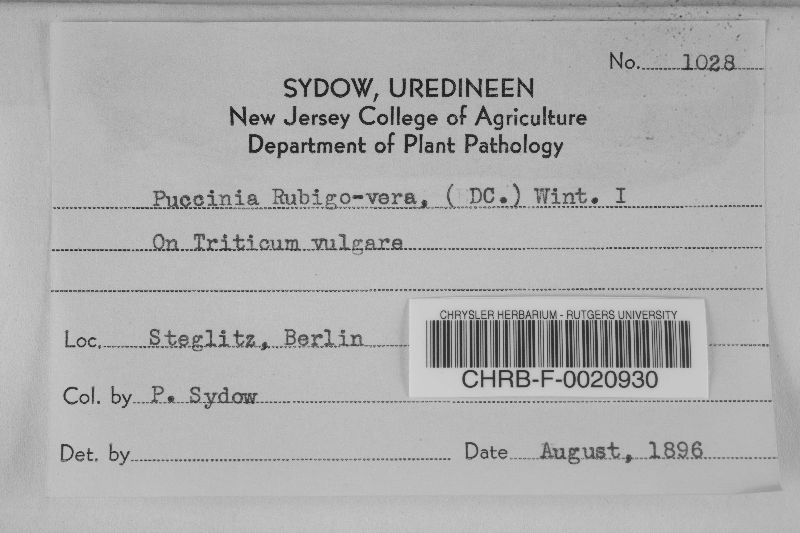 No. 1028
SYDOW, UREDINEEN
New Jersey College of Agriculture
Department of Plant Pathology
Puccinia Rubigo-vera, ( DC.) Wint. I
On Triticum vulgare
CHRYSLER HERBARIUM - RUTGERS UNIVERSITY
Loc. Steglitz, Berlin
CHRB-F-0020930
Col. by P. Sydow
Det. by Date August, 1896